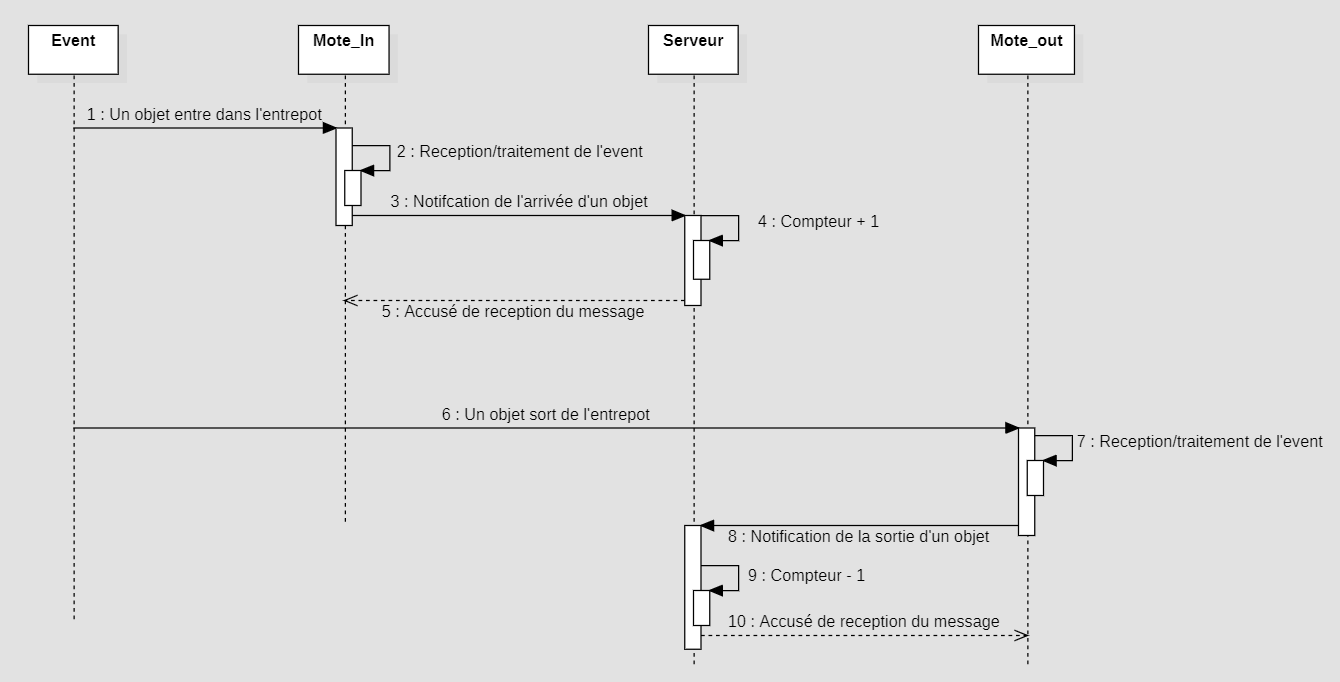 Event
Mote_In
Serveur
Mote_out
1 : Un objet entre dans l'entrepot
2 : Reception/traitement de l'event
3 : Notifcation de l'arrivée d'un objet
4 : Compteur + 1
5 : Accusé de reception du message
6 : Un objet sort de l'entrepot
7 : Reception/traitement de l'event
8 : Notification de la sortie d'un objet
9 : Compteur - 1
10 : Accusé de reception du message